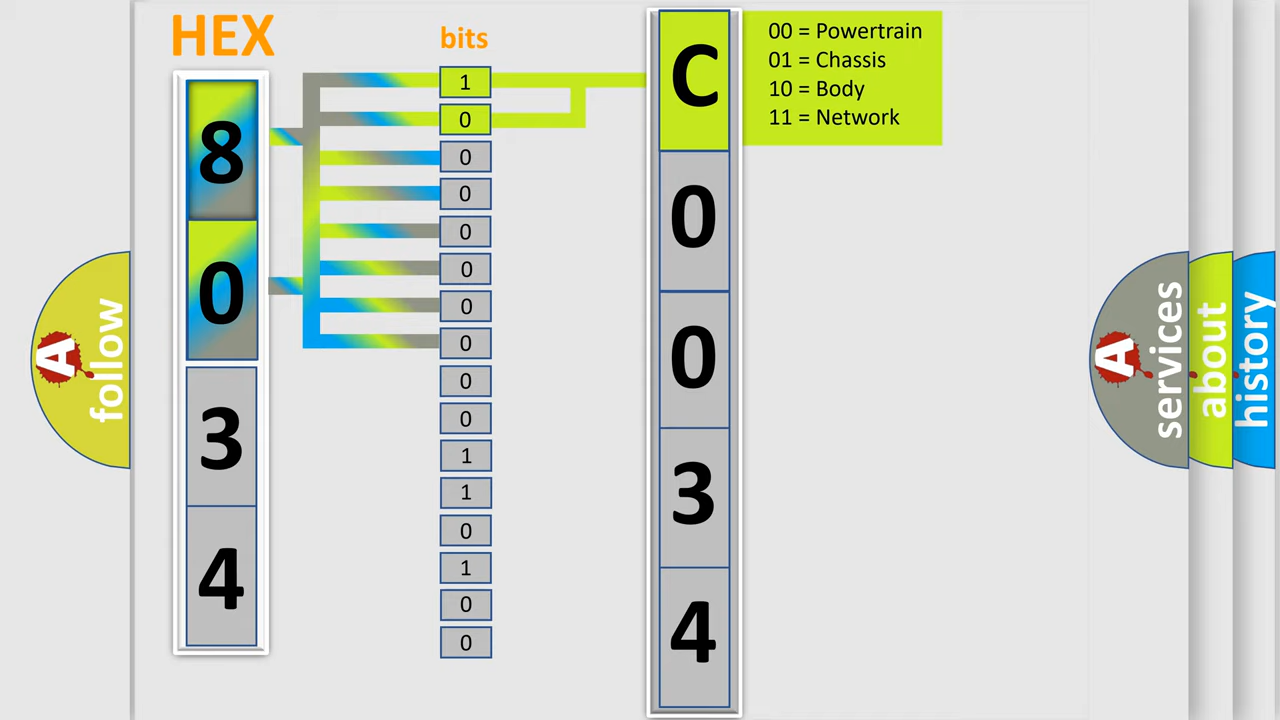 HEX
bits
8
0
3
4
1
0
0
0
0
0
0
0
0
0
1
1
0
1
0
0
C
0
0
3
4
00 = Powertrain
01 = Chassis
10 = Body
11 = Network
A
follow
A
services
about
history